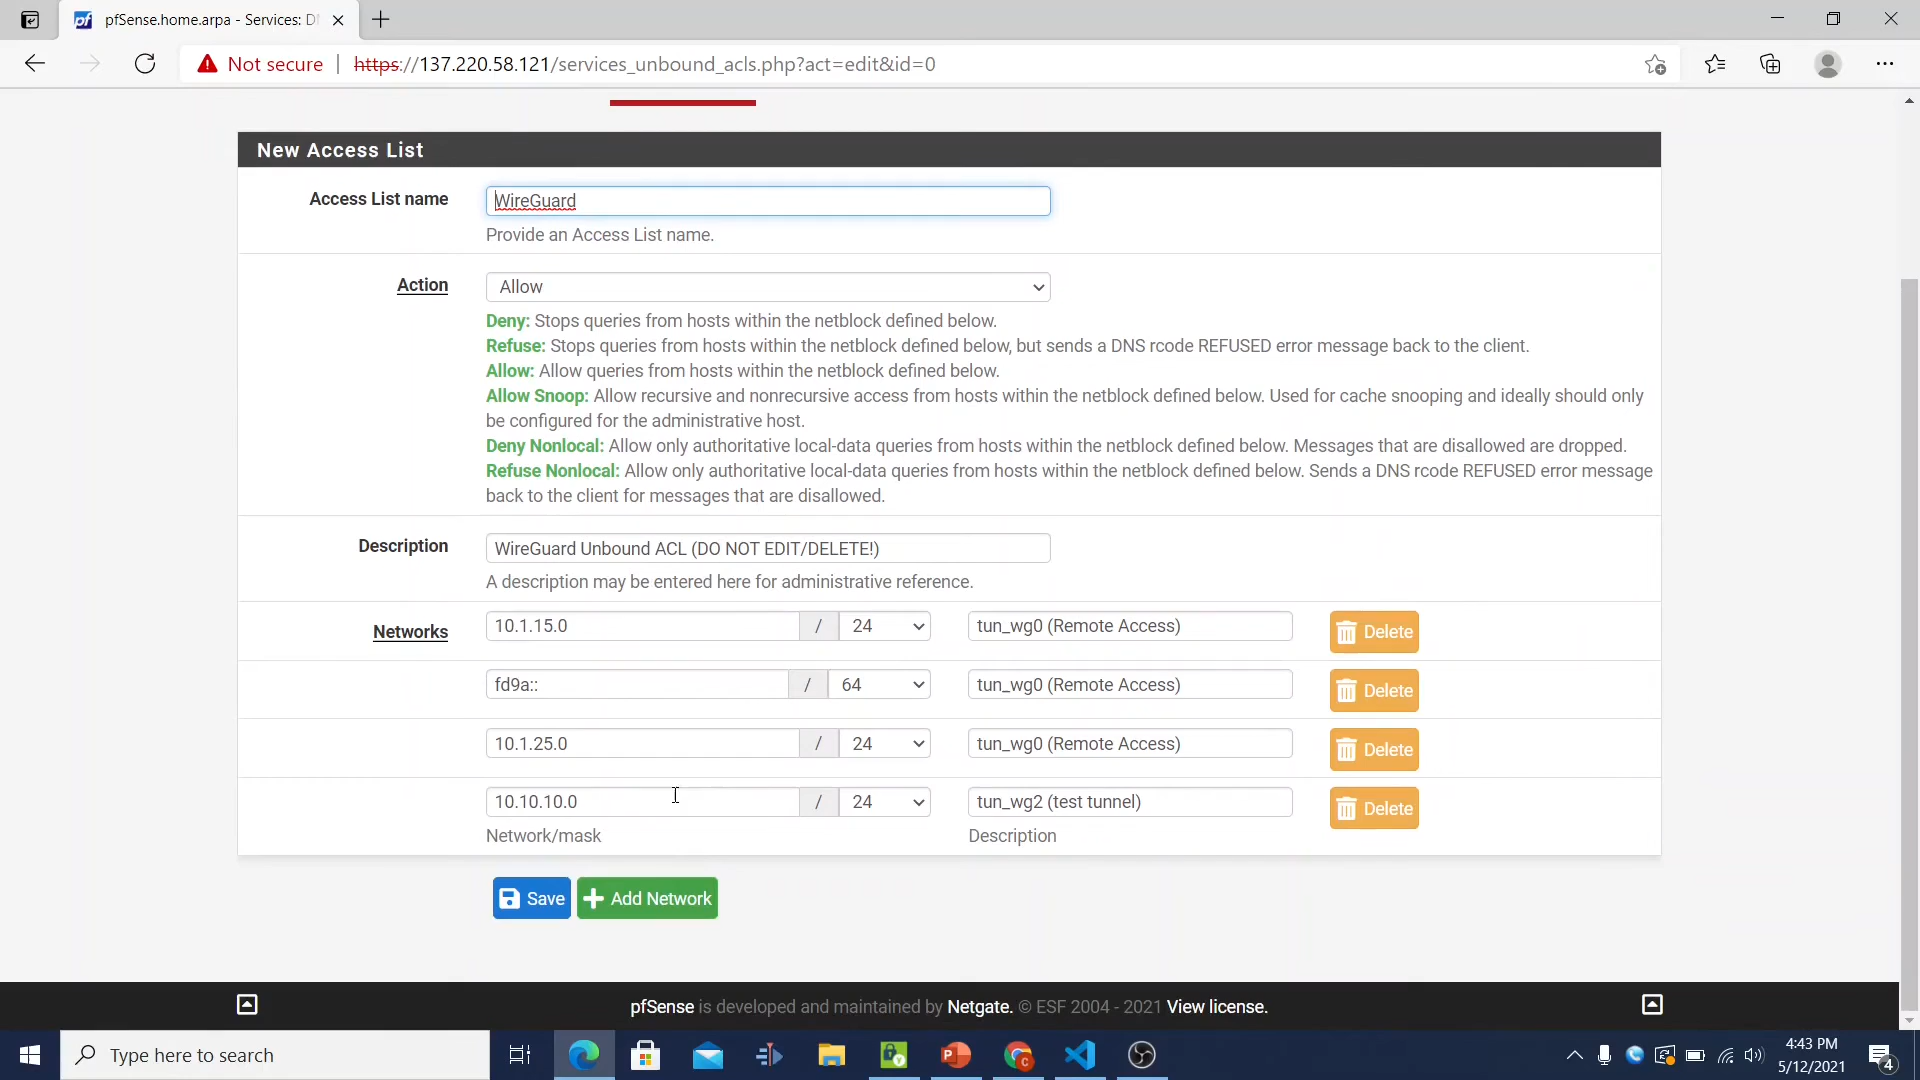 pfSense.home.arpa - Services: D
Not secure | https://137.220.58.121/services_unbound_acls.php?act=edit&id=0
New Access List
Access List name
WireGuard
Provide an Access List name.
Action
Allow
Deny: Stops queries from hosts within the netblock defined below.
Refuse: Stops queries from hosts within the netblock defined below, but sends a DNS rcode REFUSED error message back to the client.
Allow: Allow queries from hosts within the netblock defined below.
Allow Snoop: Allow recursive and nonrecursive access from hosts within the netblock defined below. Used for cache snooping and ideally should only
be configured for the administrative host.
Deny Nonlocal: Allow only authoritative local-data queries from hosts within the netblock defined below. Messages that are disallowed are dropped.
Refuse Nonlocal: Allow only authoritative local-data queries from hosts within the netblock defined below. Sends a DNS rcode REFUSED error message
back to the client for messages that are disallowed.
Description
WireGuard Unbound ACL (DO NOT EDIT/DELETE!)
A description may be entered here for administrative reference.
Networks
10.1.15.0 / 24 tun_wg0 (Remote Access) Delete
fd9a:: / 64 tun_wg0 (Remote Access) Delete
10.1.25.0 / 24 tun_wg0 (Remote Access) Delete
10.10.10.0 / 24 tun_wg2 (test tunnel) Delete
Network/mask Description
Save Add Network
pfSense is developed and maintained by Netgate. © ESF 2004 - 2021 View license.
Type here to search
4:43 PM
5/12/2021
4